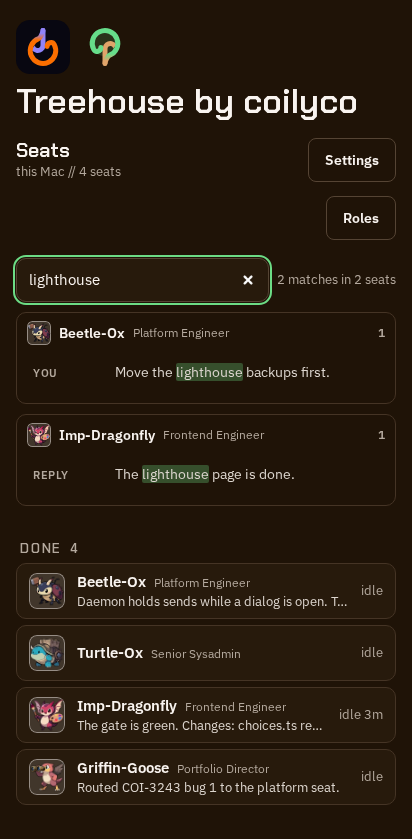 Treehouse by coilyco
Seats
this Mac // 4 seats
Settings
Roles
lighthouse
2 matches in 2 seats
Beetle-Ox Platform Engineer 1
YOU Move the lighthouse backups first.
Imp-Dragonfly Frontend Engineer 1
REPLY The lighthouse page is done.
DONE 4
Beetle-Ox Platform Engineer
Daemon holds sends while a dialog is open. T...
idle
Turtle-Ox Senior Sysadmin
idle
Imp-Dragonfly Frontend Engineer
The gate is green. Changes: choices.ts re...
idle 3m
Griffin-Goose Portfolio Director
Routed COI-3243 bug 1 to the platform seat.
idle